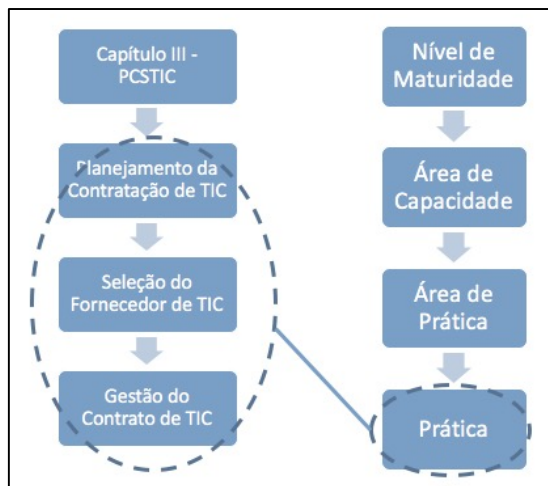 Capítulo III -
PCSTIC
Planejamento da
Contratação de TIC
Seleção do
Fornecedor de TIC
Gestão do
Contrato de TIC
Nível de
Maturidade
Área de
Capacidade
Área de
Prática
Prática